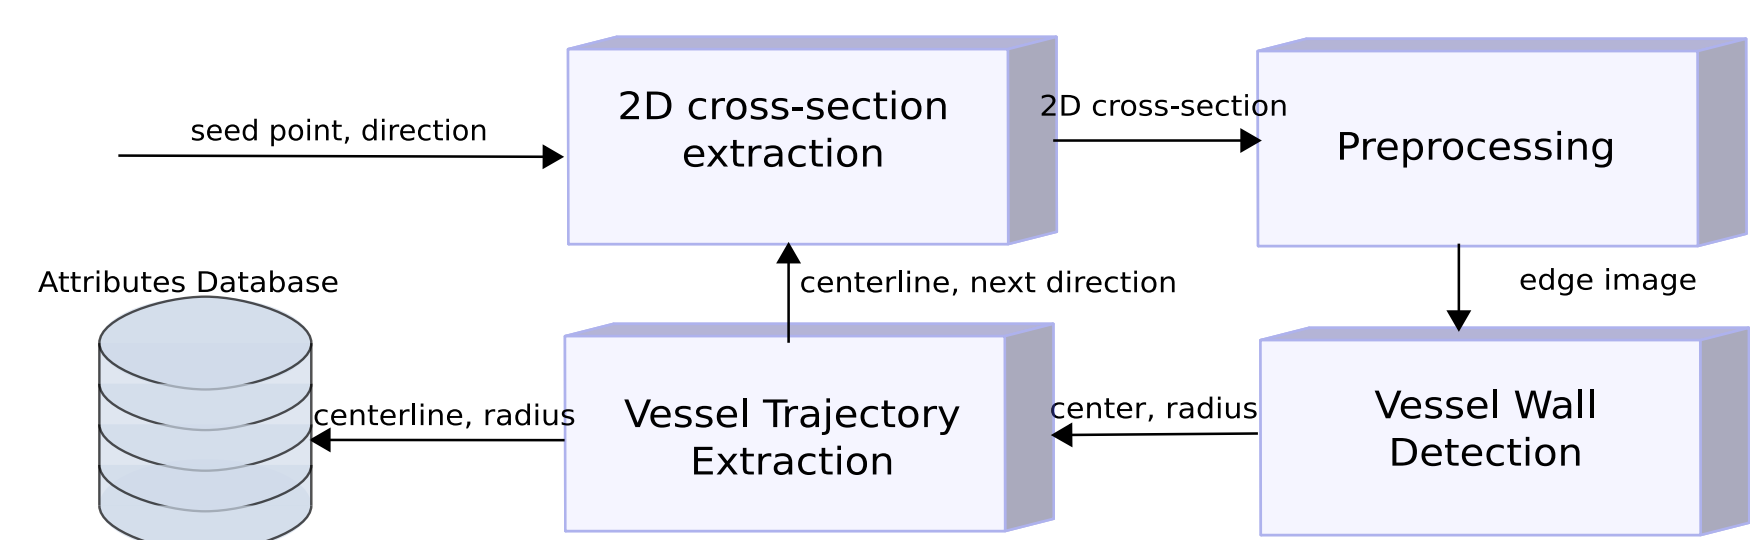 2D cross-section
extraction
2D cross-section
Preprocessing
seed point, direction
Attributes Database
centerline, next direction
edge image
centerline, radius
Vessel Trajectory
Extraction
center, radius
Vessel Wall
Detection